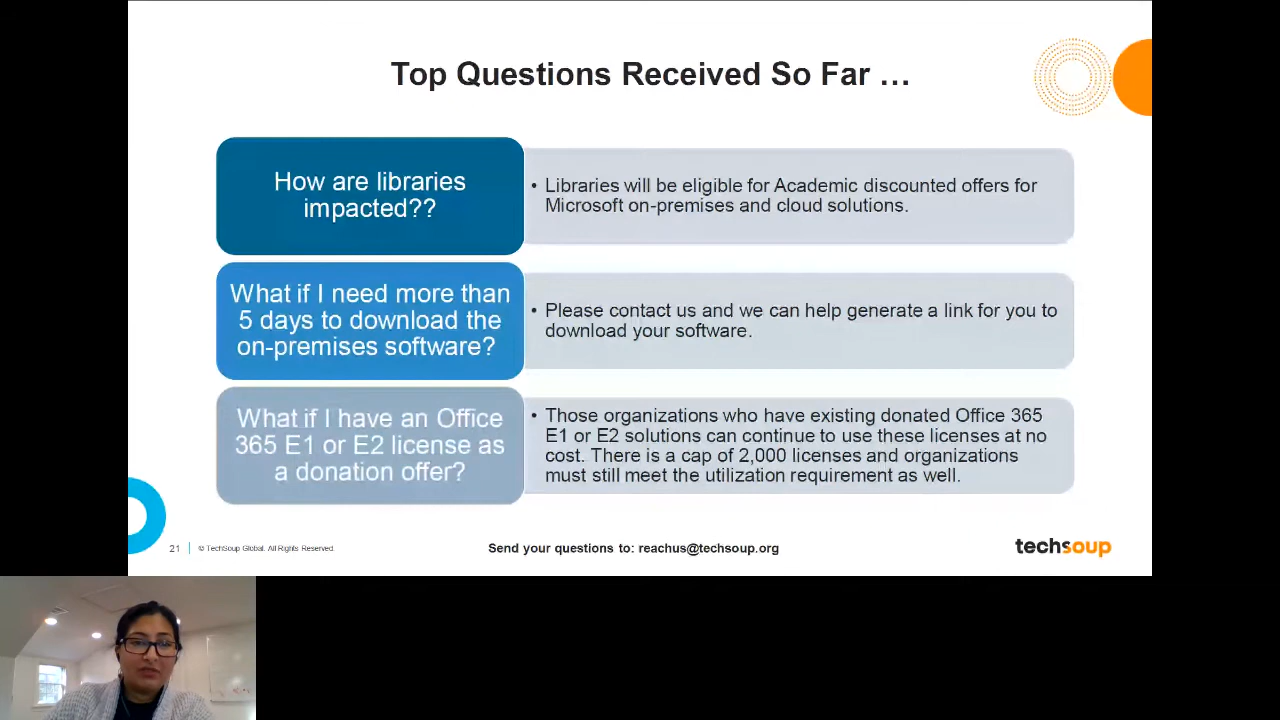 Top Questions Received So Far …
How are libraries
impacted??
• Libraries will be eligible for Academic discounted offers for
Microsoft on-premises and cloud solutions.
What if I need more than
5 days to download the
on-premises software?
• Please contact us and we can help generate a link for you to
download your software.
What if I have an Office
365 E1 or E2 license as
a donation offer?
• Those organizations who have existing donated Office 365
E1 or E2 solutions can continue to use these licenses at no
cost. There is a cap of 2,000 licenses and organizations
must still meet the utilization requirement as well.
21
© TechSoup Global. All Rights Reserved.
Send your questions to: reachus@techsoup.org
techsoup